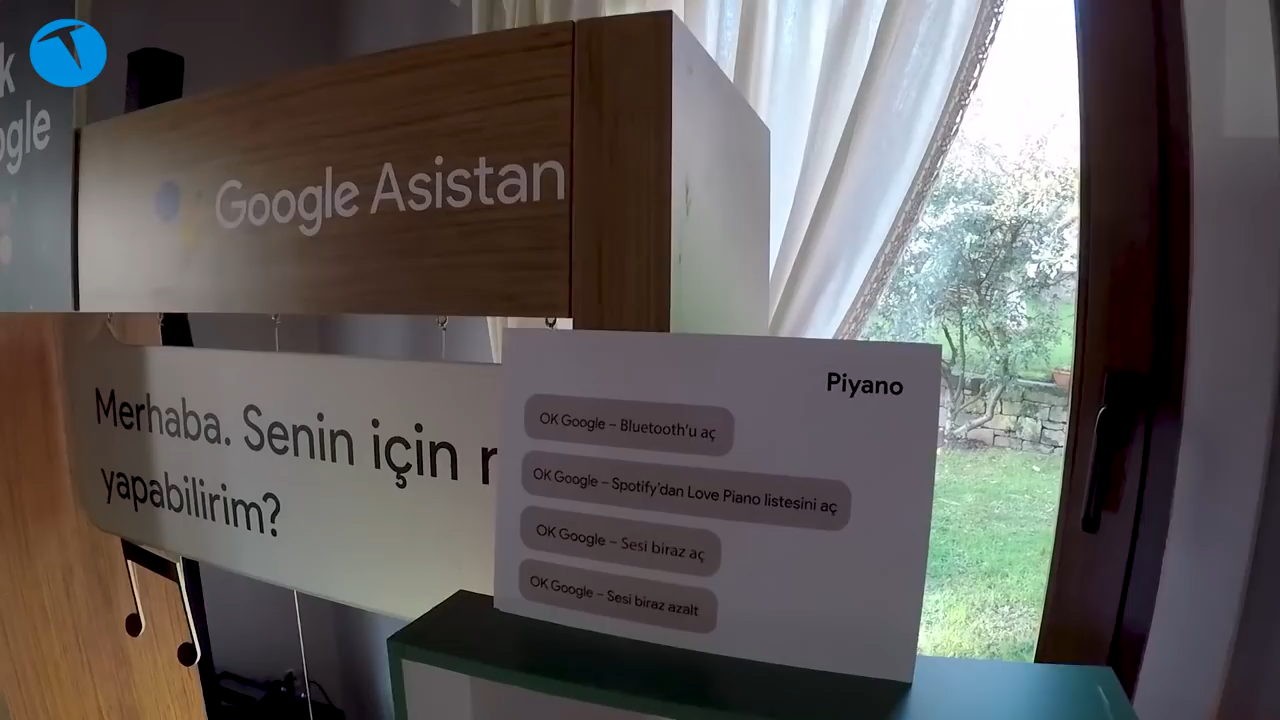 Google Asistan
Merhaba. Senin için
yapabilirim?
Piyano
OK Google – Bluetooth'u aç
OK Google – Spotify'dan Love Piano listesini aç
OK Google – Sesi biraz aç
OK Google – Sesi biraz azalt